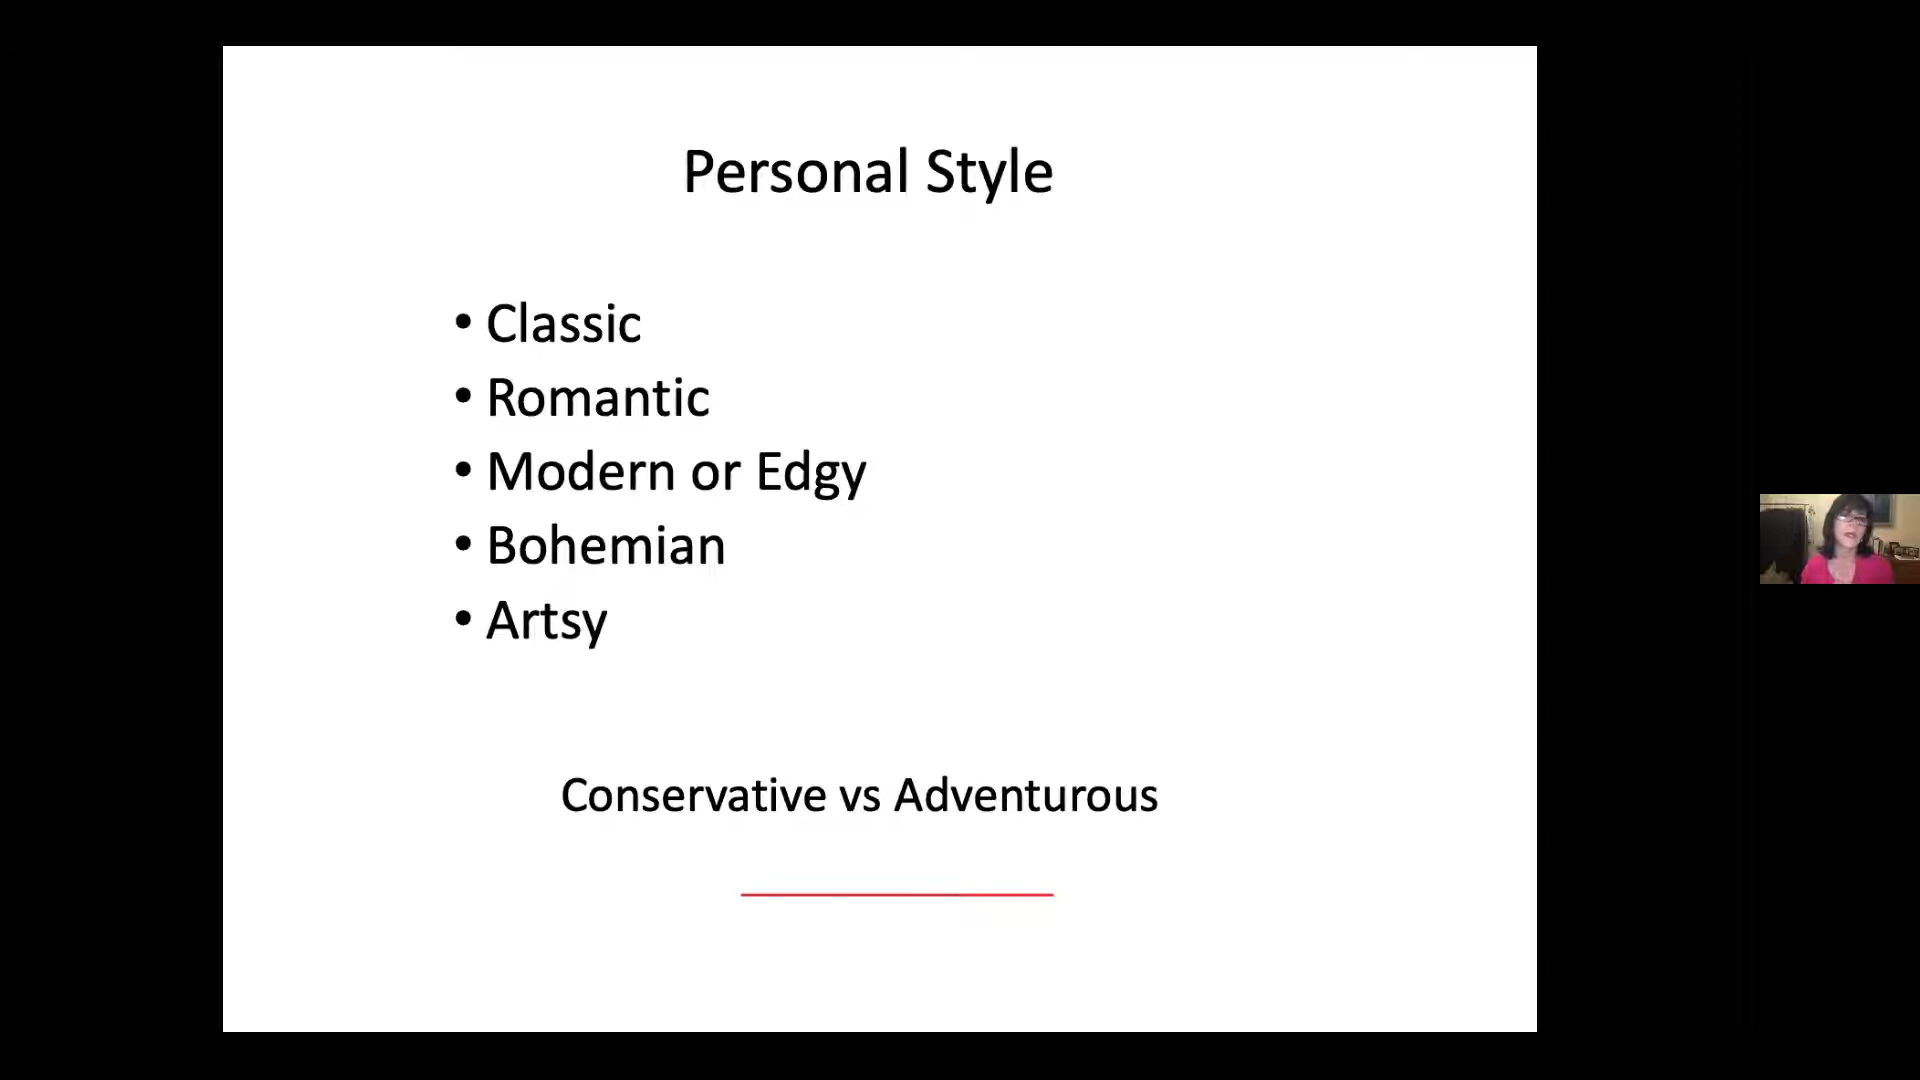 Personal Style
• Classic
• Romantic
• Modern or Edgy
• Bohemian
• Artsy
Conservative vs Adventurous